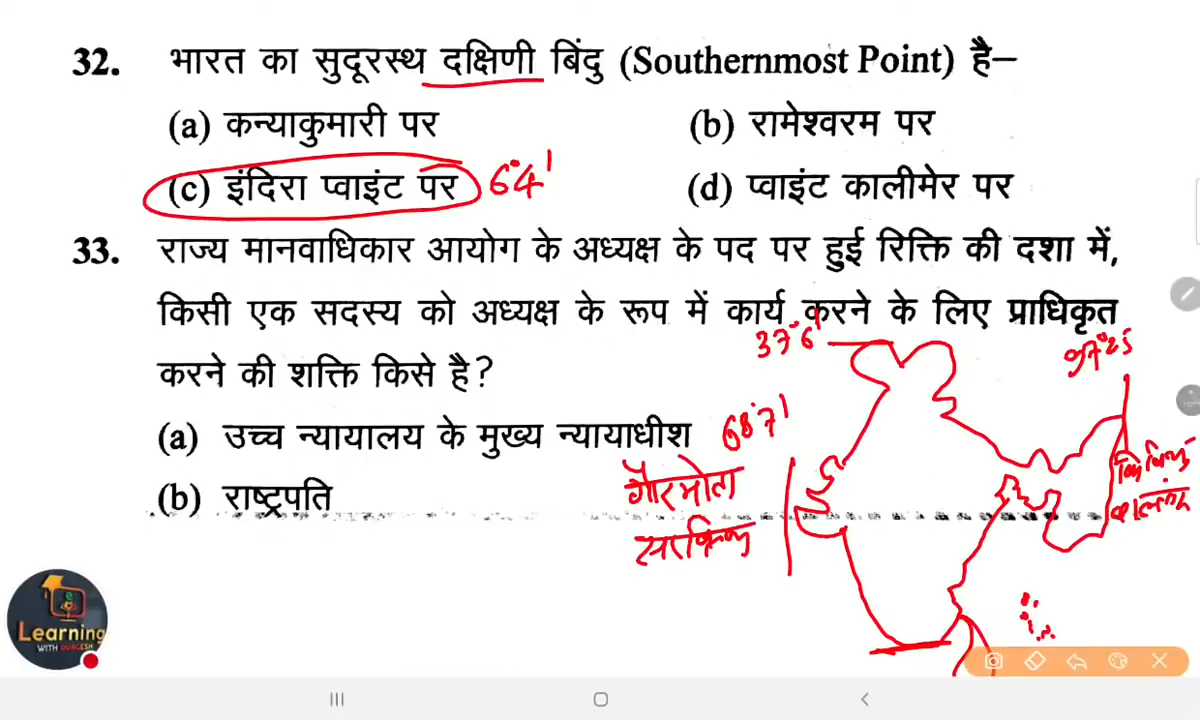 32. भारत का सुदूरस्थ दक्षिणी बिंदु (Southernmost Point) है–
(a) कन्याकुमारी पर
(b) रामेश्वरम पर
(c) इंदिरा प्वाइंट पर 6°4'
(d) प्वाइंट कालीमेर पर
33. राज्य मानवाधिकार आयोग के अध्यक्ष के पद पर हुई रिक्ति की दशा में,
किसी एक सदस्य को अध्यक्ष के रूप में कार्य करने के लिए प्राधिकृत
करने की शक्ति किसे है?
37°6'
97°25
(a) उच्च न्यायालय के मुख्य न्यायाधीश
68°7'
(b) राष्ट्रपति
गौरमोता
Learning
WITH DURGESH